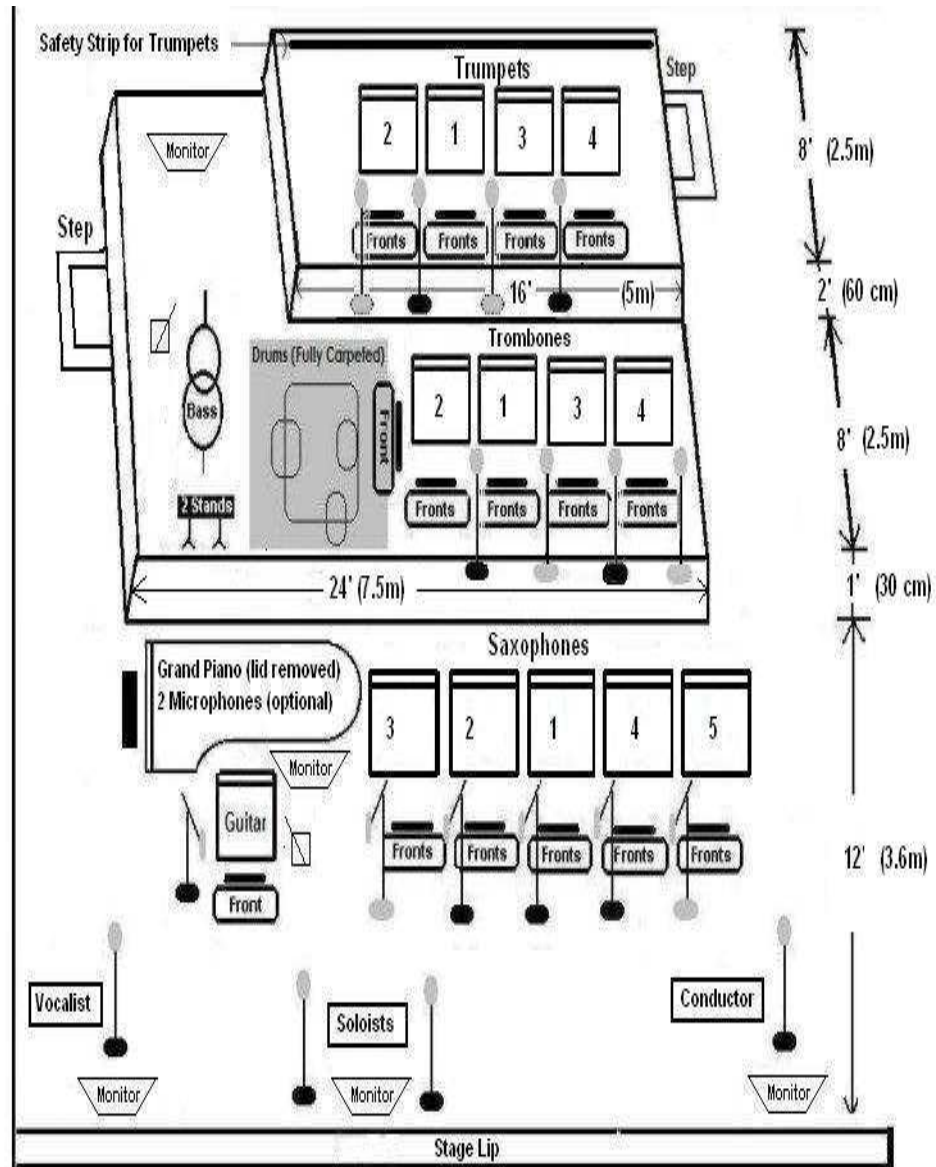 Safety Strip for Trumpets
Trumpets
Step
Monitor
2 1 3 4
8' (2.5m)
Step
Fronts Fronts Fronts Fronts
16' (5m)
2' (60 cm)
Trombones
Drums (Fully Carpeted)
Bass
Front
2 1 3 4
8' (2.5m)
2 Stands
Fronts Fronts Fronts Fronts
24' (7.5m)
1' (30 cm)
Saxophones
Grand Piano (lid removed)
2 Microphones (optional)
3 2 1 4 5
Monitor
Guitar
Fronts Fronts Fronts Fronts Fronts
12' (3.6m)
Front
Vocalist
Soloists
Conductor
Monitor
Monitor
Monitor
Stage Lip